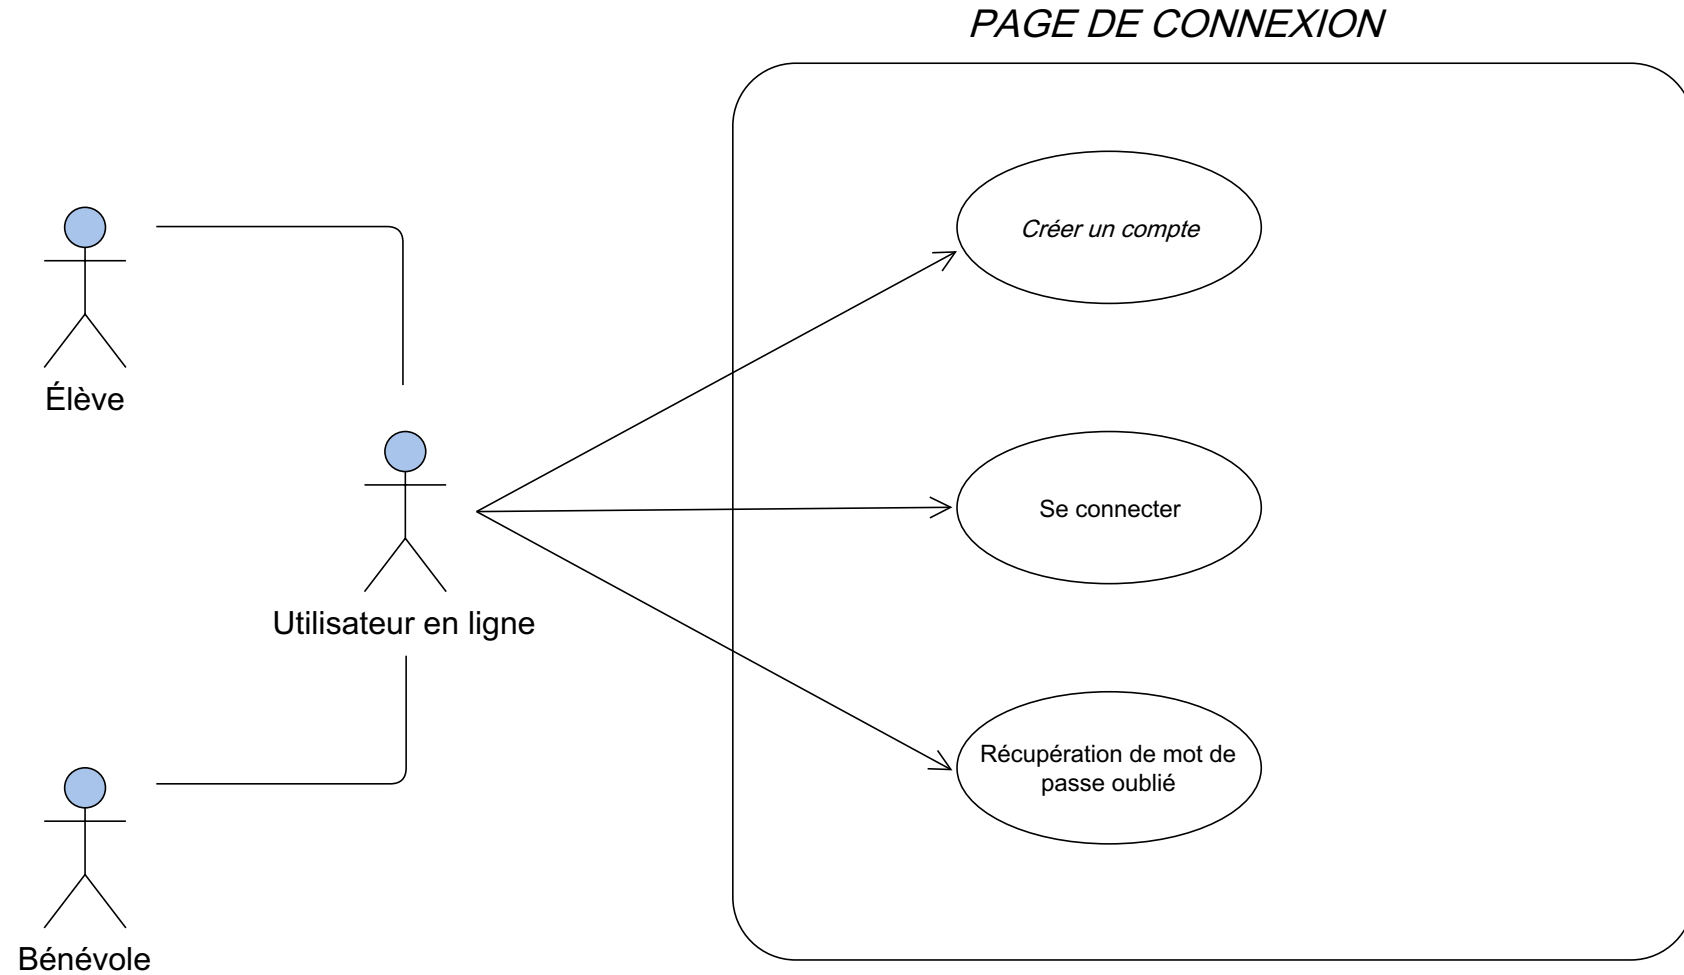 PAGE DE CONNEXION
Créer un compte
Élève
Se connecter
Utilisateur en ligne
Récupération de mot de
passe oublié
Bénévole